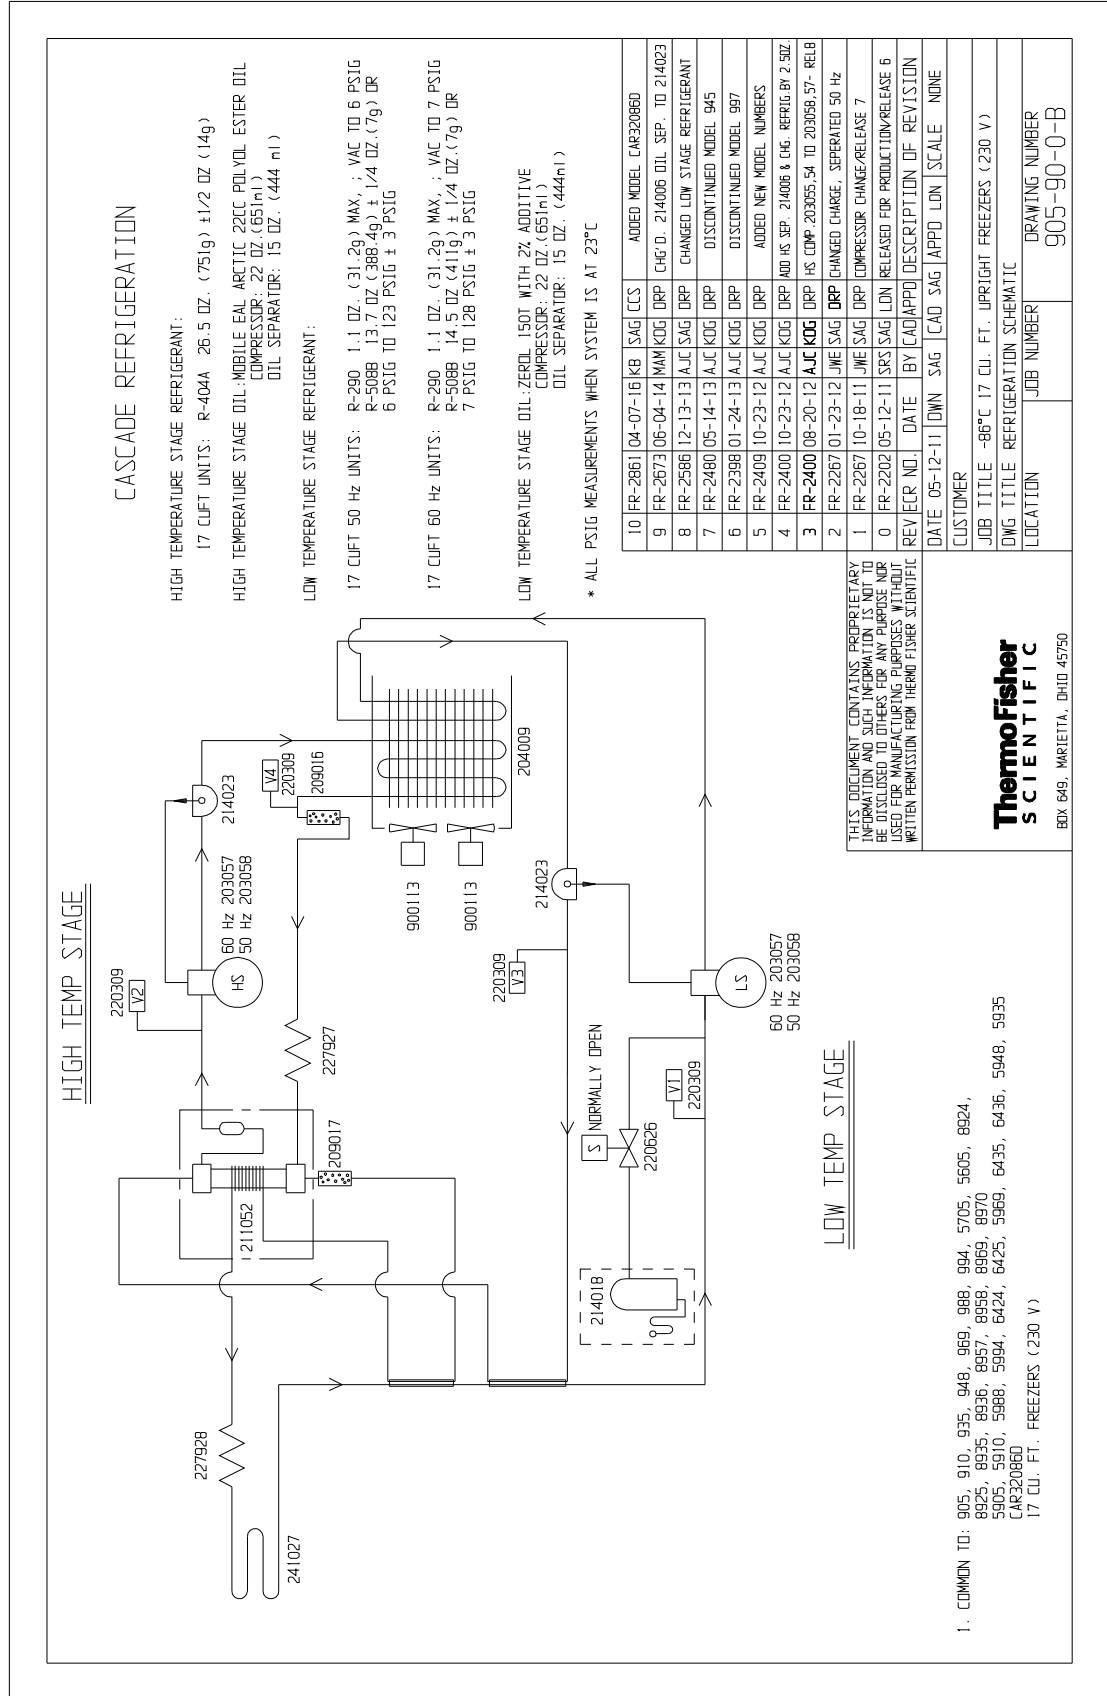 CASCADE REFRIGERATION
HIGH TEMPERATURE STAGE REFRIGERANT:
17 CUFT UNITS: R-404A 26.5 OZ. (751g) ±1/2 OZ (14g)
HIGH TEMPERATURE STAGE OIL:MOBILE EAL ARCTIC 22CC POLYOL ESTER OIL
COMPRESSOR: 22 OZ.(651ml)
OIL SEPARATOR: 15 OZ. (444 ml).
LOW TEMPERATURE STAGE REFRIGERANT:
17 CUFT 50 Hz UNITS: R-290 1.1 OZ. (31.2g) MAX, ; VAC TO 6 PSIG
R-508B 13.7 OZ (388.4g) ± 1/4 OZ.(7g) OR
6 PSIG TO 123 PSIG ± 3 PSIG
17 CUFT 60 Hz UNITS: R-290 1.1 OZ. (31.2g) MAX, ; VAC TO 7 PSIG
R-508B 14.5 OZ (411g) ± 1/4 OZ.(7g) OR
7 PSIG TO 128 PSIG ± 3 PSIG
LOW TEMPERATURE STAGE OIL:ZEROL 150T WITH 2% ADDITIVE
COMPRESSOR: 22 OZ.(651ml)
OIL SEPARATOR: 15 OZ. (444ml)
* ALL PSIG MEASUREMENTS WHEN SYSTEM IS AT 23°C
HIGH TEMP STAGE
220309
V2
HS
60 Hz 203057
50 Hz 203058
214023
V4
220309
209016
204009
900113
900113
227927
211052
209017
227928
241027
214023
220309
V3
S NORMALLY OPEN
220626
214018
V1
220309
LS
60 Hz 203057
50 Hz 203058
LOW TEMP STAGE
1. COMMON TO: 905, 910, 935, 948, 969, 988, 994, 5705, 5605, 8924,
8925, 8935, 8936, 8957, 8958, 8969, 8970
5905, 5910, 5988, 5994, 6424, 6425, 5969, 6435, 6436, 5948, 5935
CAR32086D
17 CU. FT. FREEZERS (230 V)
10 FR-2861 04-07-16 KB SAG CCS ADDED MODEL CAR32086D
9 FR-2673 06-04-14 MAM KDG DRP CHG'D. 214006 OIL SEP. TO 214023
8 FR-2586 12-13-13 AJC SAG DRP CHANGED LOW STAGE REFRIGERANT
7 FR-2480 05-14-13 AJC KDG DRP DISCONTINUED MODEL 945
6 FR-2398 01-24-13 AJC KDG DRP DISCONTINUED MODEL 997
5 FR-2409 10-23-12 AJC KDG DRP ADDED NEW MODEL NUMBERS
4 FR-2400 10-23-12 AJC KDG DRP ADD HS SEP. 214006 & CHG. REFRIG.BY 2.5OZ.
3 FR-2400 08-20-12 AJC KDG DRP HS COMP.203055,54 TO 203058,57- REL8
2 FR-2267 01-23-12 JWE SAG DRP CHANGED CHARGE, SEPERATED 50 Hz
1 FR-2267 10-18-11 JWE SAG DRP COMPRESSOR CHANGE/RELEASE 7
0 FR-2202 05-12-11 SRS SAG LDN RELEASED FOR PRODUCTION/RELEASE 6
REV ECR NO. DATE BY CAD APPD DESCRIPTION OF REVISION
DATE 05-12-11 DWN SAG CAD SAG APPD LDN SCALE NONE
CUSTOMER
JOB TITLE -86°C 17 CU. FT. UPRIGHT FREEZERS (230 V)
DWG TITLE REFRIGERATION SCHEMATIC
LOCATION JOB NUMBER DRAWING NUMBER
905-90-0-B
THIS DOCUMENT CONTAINS PROPRIETARY
INFORMATION AND SUCH INFORMATION IS NOT TO
BE DISCLOSED TO OTHERS FOR ANY PURPOSE NOR
USED FOR MANUFACTURING PURPOSES WITHOUT
WRITTEN PERMISSION FROM THERMO FISHER SCIENTIFIC
ThermoFisher
SCIENTIFIC
BOX 649, MARIETTA, OHIO 45750